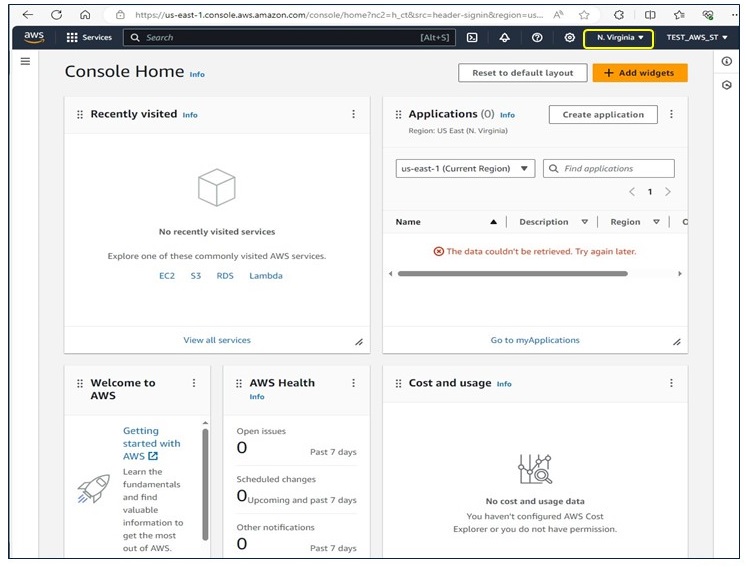 https://us-east-1.console.aws.amazon.com/console/home?nc2=h_ct&src=header-signin&region=us...
aws Services Search [Alt+S] N. Virginia TEST_AWS_ST
Console Home Info
Reset to default layout
+ Add widgets
Recently visited Info
No recently visited services
Explore one of these commonly visited AWS services.
EC2 S3 RDS Lambda
View all services
Applications (0) Info
Region: US East (N. Virginia)
Create application
us-east-1 (Current Region)
Find applications
1
Name Description Region C
The data couldn't be retrieved. Try again later.
Go to myApplications
Welcome to
AWS
Getting
started with
AWS
Learn the
fundamentals
and find
valuable
information to
get the most
out of AWS.
AWS Health
Info
Open issues
0 Past 7 days
Scheduled changes
0 Upcoming and past 7 days
Other notifications
0 Past 7 days
Cost and usage Info
No cost and usage data
You haven't configured AWS Cost
Explorer or you do not have permission.